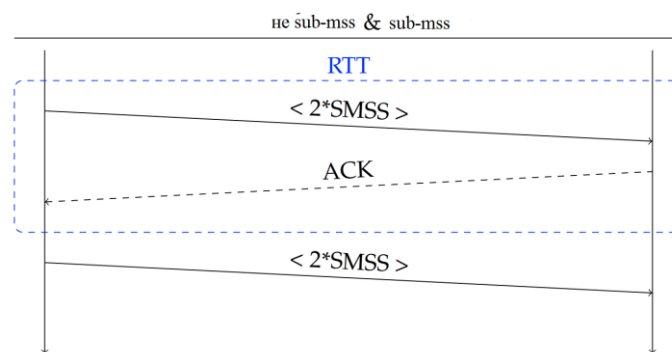 не sub-mss & sub-mss
RTT
< 2*SMSS >
ACK
< 2*SMSS >